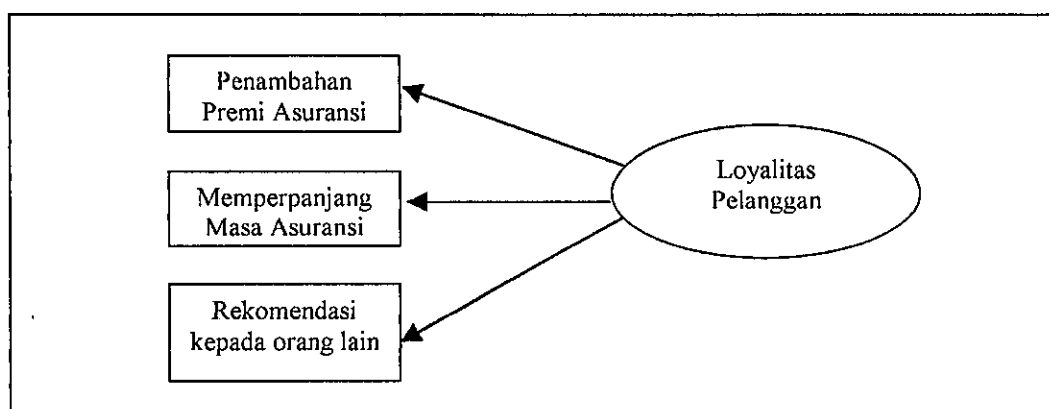 Penambahan
Premi Asuransi
Memperpanjang
Masa Asuransi
Rekomendasi
kepada orang lain
Loyalitas
Pelanggan